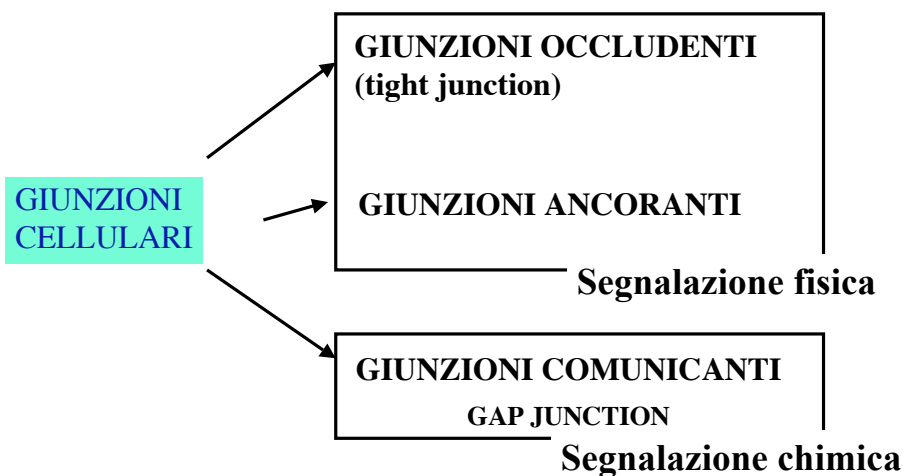 GIUNZIONI OCCLUDENTI
(tight junction)
GIUNZIONI
CELLULARI
GIUNZIONI ANCORANTI
Segnalazione fisica
GIUNZIONI COMUNICANTI
GAP JUNCTION
Segnalazione chimica